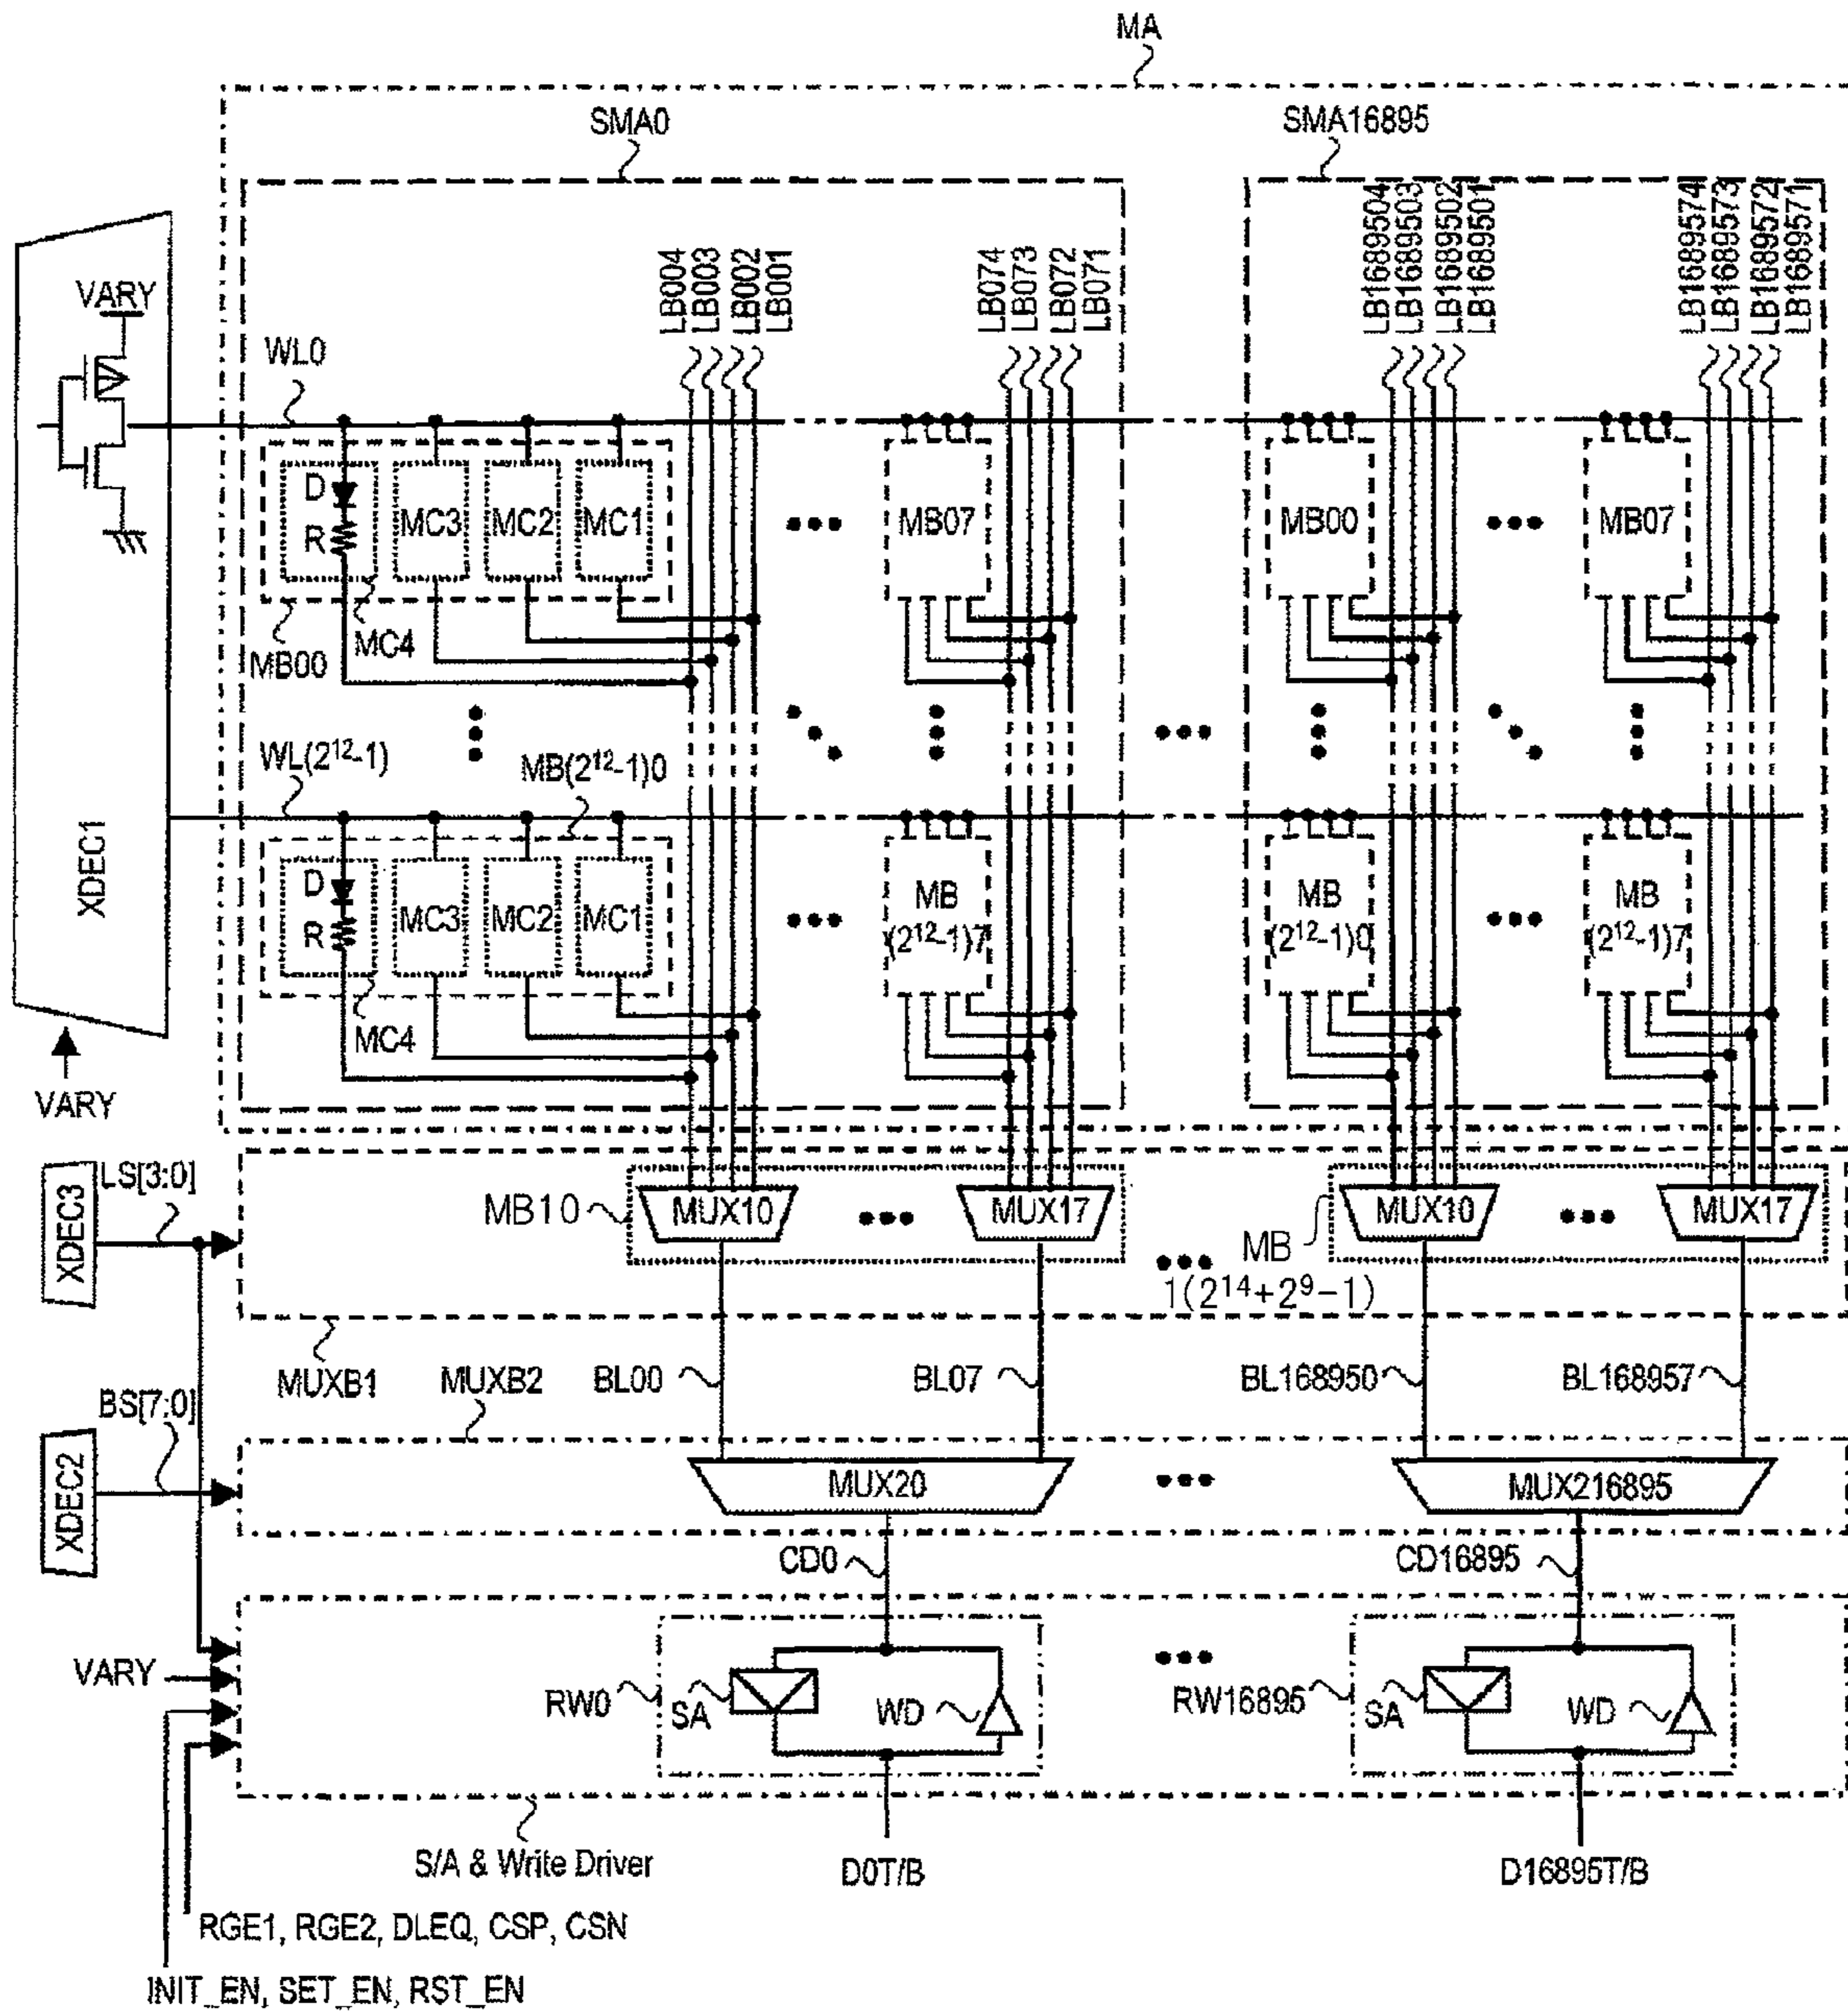 MA
SMA0
SMA16895
LB004
LB003
LB002
LB001
LB074
LB073
LB072
LB071
LB1689504
LB1689503
LB1689502
LB1689501
LB1689574
LB1689573
LB1689572
LB1689571
VARY
WL0
D
R
MC3
MC2
MC1
MB07
MB00
MB07
MC4
MB00
WL(2¹²-1)
MB(2¹²-1)0
XDEC1
D
R
MC3
MC2
MC1
MB
(2¹²-1)7
MB
(2¹²-1)0
MB
(2¹²-1)7
MC4
VARY
XDEC3
LS[3:0]
MB10
MUX10
MUX17
MB
1(2¹⁴+2⁹-1)
MUX10
MUX17
MUXB1
MUXB2
BL00
BL07
BL168950
BL168957
BS[7:0]
XDEC2
MUX20
MUX216895
CD0
CD16895
VARY
RW0
SA
WD
RW16895
SA
WD
S/A & Write Driver
D0T/B
D16895T/B
RGE1, RGE2, DLEQ, CSP, CSN
INIT_EN, SET_EN, RST_EN